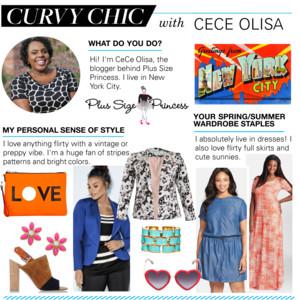 CURVY CHIC with CECE OLISA
WHAT DO YOU DO?
Hi! I'm CeCe Olisa, the
blogger behind Plus Size
Princess. I live in New
York City.
Plus Size Princess
Greetings from
NEW YORK
CITY
MY PERSONAL SENSE OF STYLE
I love anything flirty with a vintage or
preppy vibe. I'm a huge fan of stripes
patterns and bright colors.
YOUR SPRING/SUMMER
WARDROBE STAPLES
I absolutely live in dresses! I
also love flirty full skirts and
cute sunnies.
LOVE